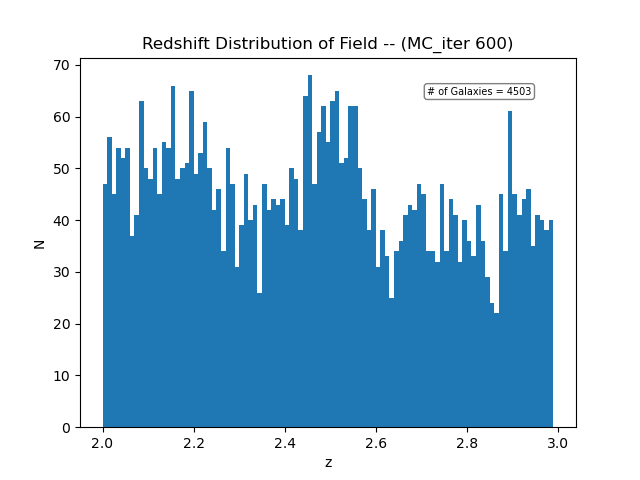 Redshift Distribution of Field -- (MC_iter 600)
# of Galaxies = 4503
70
60
50
40
30
20
10
0
N
2.0 2.2 2.4 2.6 2.8 3.0
z